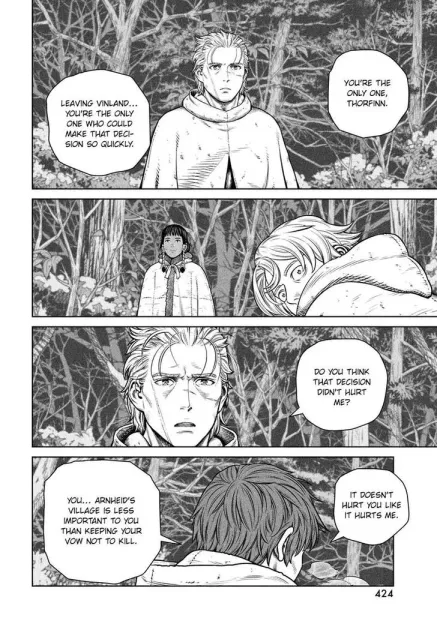 YOU'RE THE
ONLY ONE,
THORFINN.
LEAVING VINLAND...
YOU'RE THE ONLY
ONE WHO COULD
MAKE THAT DECI-
SION SO QUICKLY.
DO YOU
THINK THAT
DECISION
DIDN'T HURT
ME?
IT DOESN'T
HURT YOU LIKE
IT HURTS ME.
YOU... ARNHEID'S
VILLAGE IS LESS
IMPORTANT TO YOU
THAN KEEPING YOUR
VOW NOT TO KILL.
424